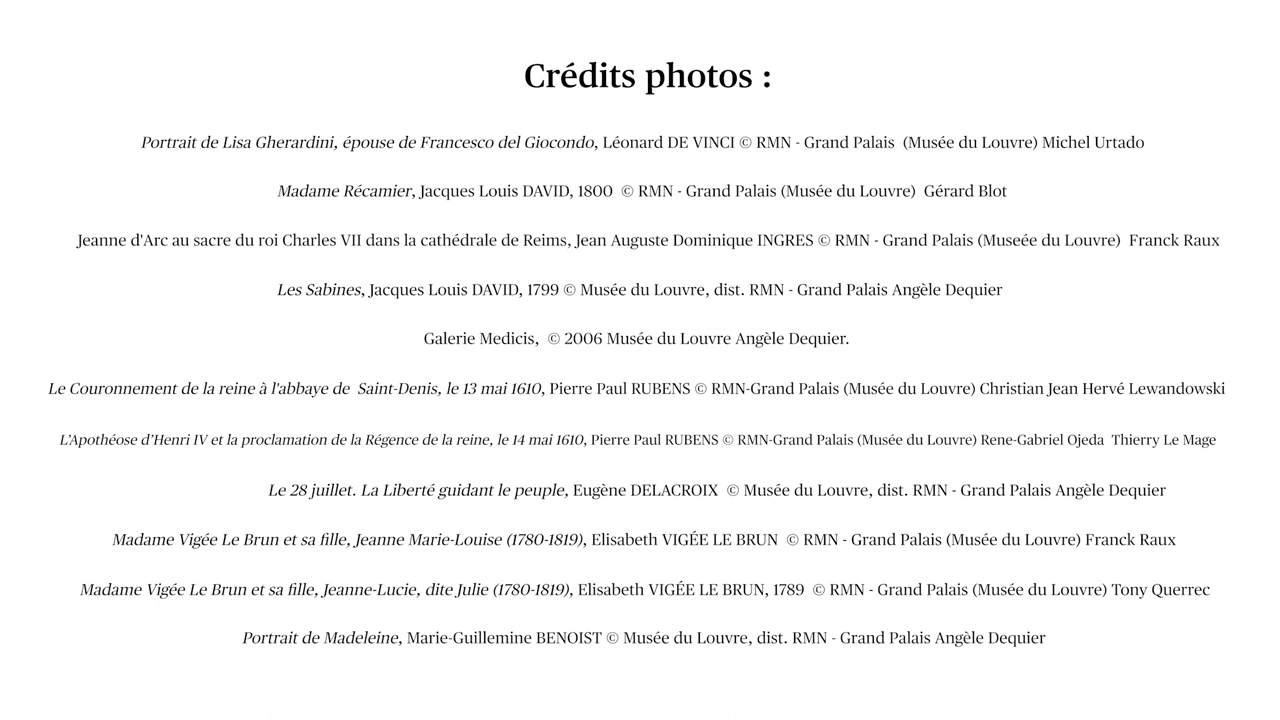 Crédits photos :
Portrait de Lisa Gherardini, épouse de Francesco del Giocondo, Léonard DE VINCI © RMN - Grand Palais  (Musée du Louvre) Michel Urtado
Madame Récamier, Jacques Louis DAVID, 1800  © RMN - Grand Palais (Musée du Louvre)  Gérard Blot
Jeanne d'Arc au sacre du roi Charles VII dans la cathédrale de Reims, Jean Auguste Dominique INGRES © RMN - Grand Palais (Museée du Louvre)  Franck Raux
Les Sabines, Jacques Louis DAVID, 1799 © Musée du Louvre, dist. RMN - Grand Palais Angèle Dequier
Galerie Medicis,  © 2006 Musée du Louvre Angèle Dequier.
Le Couronnement de la reine à l'abbaye de  Saint-Denis, le 13 mai 1610, Pierre Paul RUBENS © RMN-Grand Palais (Musée du Louvre) Christian Jean Hervé Lewandowski
L’Apothéose d’Henri IV et la proclamation de la Régence de la reine, le 14 mai 1610, Pierre Paul RUBENS © RMN-Grand Palais (Musée du Louvre) Rene-Gabriel Ojeda  Thierry Le Mage
Le 28 juillet. La Liberté guidant le peuple, Eugène DELACROIX  © Musée du Louvre, dist. RMN - Grand Palais Angèle Dequier
Madame Vigée Le Brun et sa fille, Jeanne Marie-Louise (1780-1819), Elisabeth VIGÉE LE BRUN  © RMN - Grand Palais (Musée du Louvre) Franck Raux
Madame Vigée Le Brun et sa fille, Jeanne-Lucie, dite Julie (1780-1819), Elisabeth VIGÉE LE BRUN, 1789  © RMN - Grand Palais (Musée du Louvre) Tony Querrec
Portrait de Madeleine, Marie-Guillemine BENOIST © Musée du Louvre, dist. RMN - Grand Palais Angèle Dequier